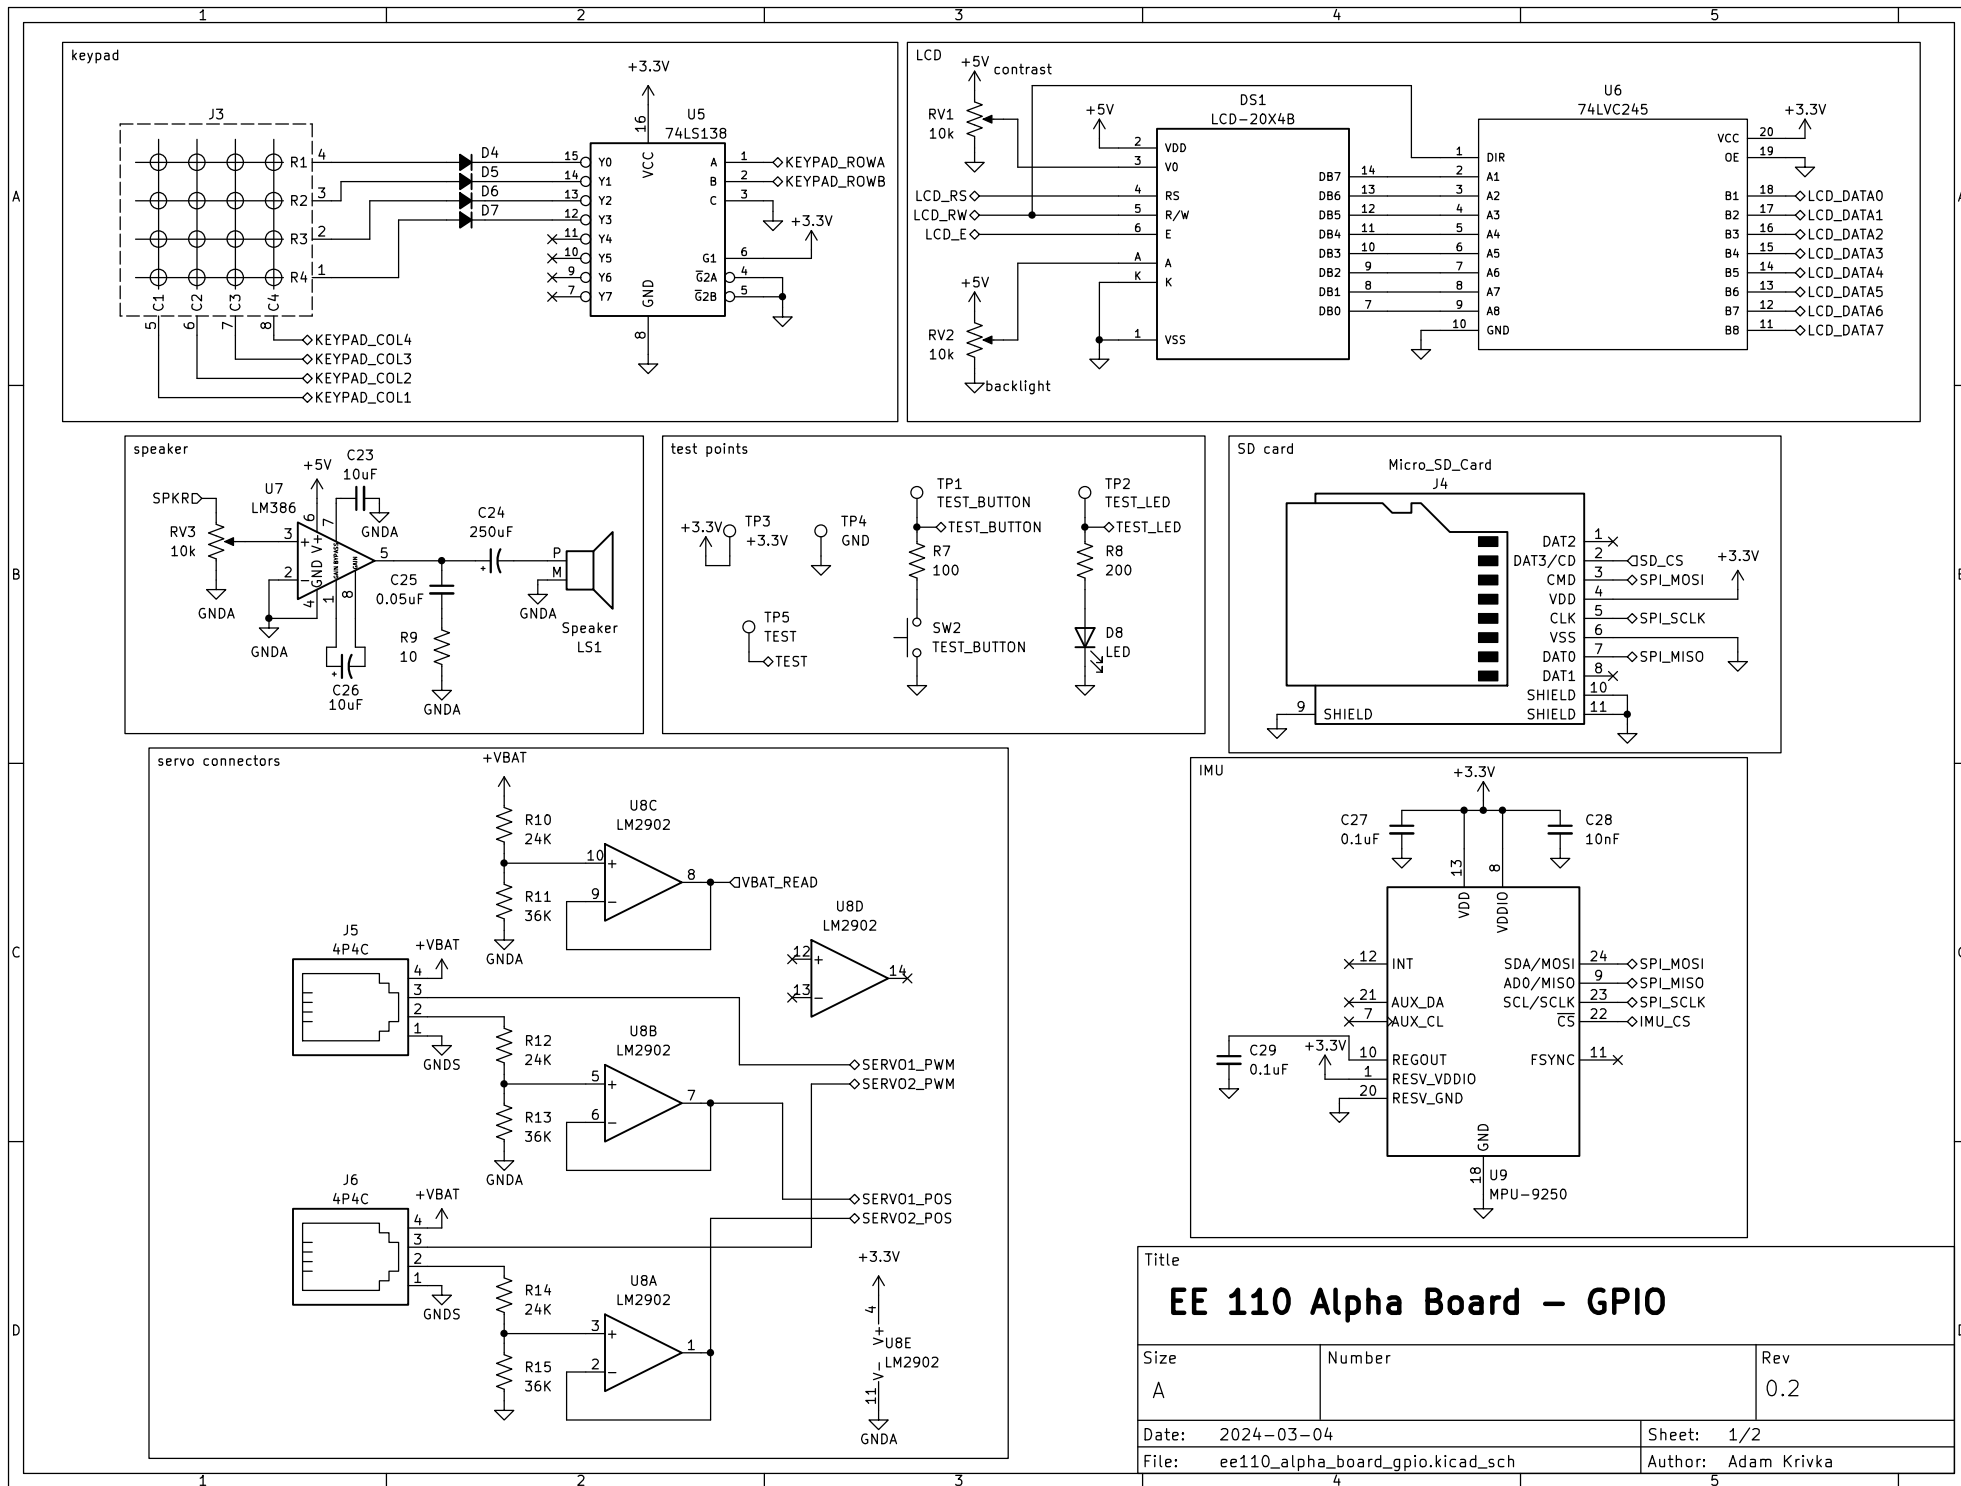 1 2 3 4 5
A
B
C
D
keypad
J3
R1 4
R2 3
R3 2
R4 1
C1 C2 C3 C4
5 6 7 8
KEYPAD_COL4
KEYPAD_COL3
KEYPAD_COL2
KEYPAD_COL1
D4
D5
D6
D7
+3.3V
16
U5
74LS138
VCC
15 Y0
14 Y1
13 Y2
12 Y3
11 Y4
10 Y5
9 Y6
7 Y7
A 1 KEYPAD_ROWA
B 2 KEYPAD_ROWB
C 3
+3.3V
G1 6
G2A 4
G2B 5
GND
8
LCD
+5V
contrast
RV1
10k
+5V
DS1
LCD-20X4B
2 VDD
3 V0
LCD_RS 4 RS
LCD_RW 5 R/W
LCD_E 6 E
A A
K K
1 VSS
+5V
RV2
10k
backlight
DB7 14
DB6 13
DB5 12
DB4 11
DB3 10
DB2 9
DB1 8
DB0 7
U6
74LVC245
1 DIR
2 A1
3 A2
4 A3
5 A4
6 A5
7 A6
8 A7
9 A8
10 GND
+3.3V
VCC 20
OE 19
B1 18 LCD_DATA0
B2 17 LCD_DATA1
B3 16 LCD_DATA2
B4 15 LCD_DATA3
B5 14 LCD_DATA4
B6 13 LCD_DATA5
B7 12 LCD_DATA6
B8 11 LCD_DATA7
speaker
SPKR
RV3
10k
GNDA
U7
LM386
+5V
C23
10uF
GNDA
6 V+
7 BYPASS
3 +
2 -
4 GND
1 GAIN
8 GAIN
5
GNDA
+
C26
10uF
C25
0.05uF
R9
10
GNDA
C24
250uF
+
P
M
GNDA
Speaker
LS1
test points
+3.3V
TP3
+3.3V
TP4
GND
TP5
TEST
TEST
TP1
TEST_BUTTON
TEST_BUTTON
R7
100
SW2
TEST_BUTTON
TP2
TEST_LED
TEST_LED
R8
200
D8
LED
SD card
Micro_SD_Card
J4
DAT2 1
DAT3/CD 2 SD_CS
CMD 3 SPI_MOSI
VDD 4
+3.3V
CLK 5 SPI_SCLK
VSS 6
DAT0 7 SPI_MISO
DAT1 8
SHIELD 10
SHIELD 11
9 SHIELD
servo connectors
+VBAT
R10
24K
R11
36K
GNDA
U8C
LM2902
10 +
9 -
8 VBAT_READ
U8D
LM2902
12 +
13 -
14
J5
4P4C
+VBAT
4
3
2
1
GNDS
R12
24K
R13
36K
GNDA
U8B
LM2902
5 +
6 -
7
SERVO1_PWM
SERVO2_PWM
SERVO1_POS
SERVO2_POS
J6
4P4C
+VBAT
4
3
2
1
GNDS
R14
24K
R15
36K
U8A
LM2902
3 +
2 -
1
+3.3V
4
V+
U8E
LM2902
V-
11
GNDA
IMU
+3.3V
C27
0.1uF
C28
10nF
13 8
VDD VDDIO
12 INT
21 AUX_DA
7 AUX_CL
C29
0.1uF
+3.3V
10 REGOUT
1 RESV_VDDIO
20 RESV_GND
SDA/MOSI 24 SPI_MOSI
AD0/MISO 9 SPI_MISO
SCL/SCLK 23 SPI_SCLK
CS 22 IMU_CS
FSYNC 11
GND
18
U9
MPU-9250
Title
EE 110 Alpha Board - GPIO
Size
A
Number
Rev
0.2
Date: 2024-03-04
Sheet: 1/2
File: ee110_alpha_board_gpio.kicad_sch
Author: Adam Krivka
1 2 3 4 5